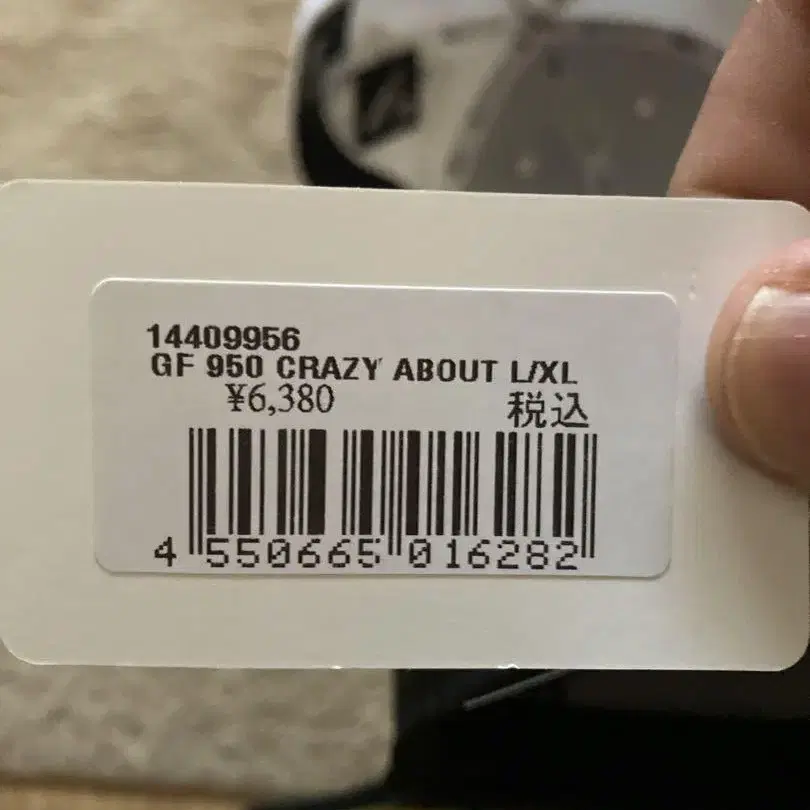 14409956
GF 950 CRAZY ABOUT L/XL
¥6,380 税込
4 550665 016282